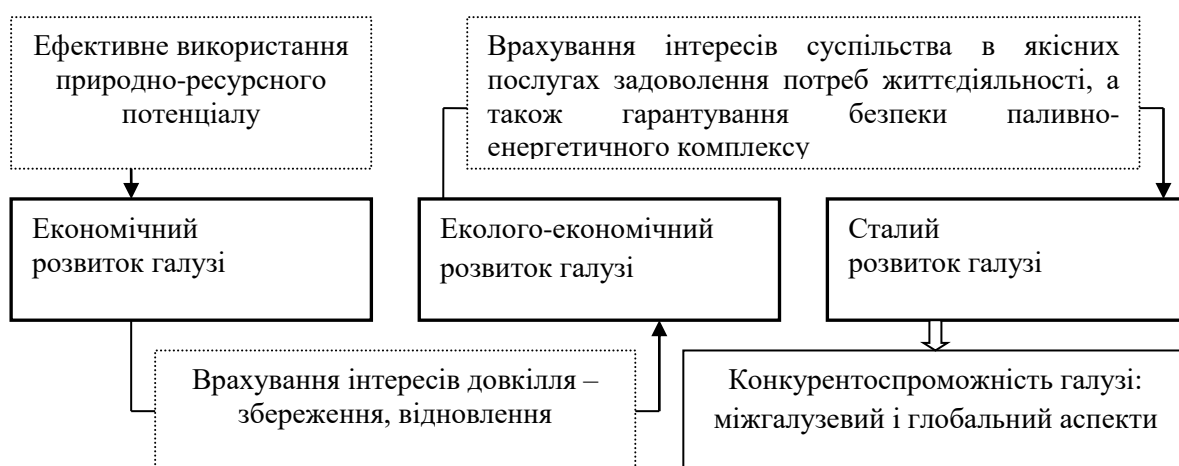 Ефективне використання
природно-ресурсного
потенціалу
Врахування інтересів суспільства в якісних
послугах задоволення потреб життєдіяльності, а
також гарантування безпеки паливно-
енергетичного комплексу
Економічний
розвиток галузі
Еколого-економічний
розвиток галузі
Сталий
розвиток галузі
Врахування інтересів довкілля –
збереження, відновлення
Конкурентоспроможність галузі:
міжгалузевий і глобальний аспекти